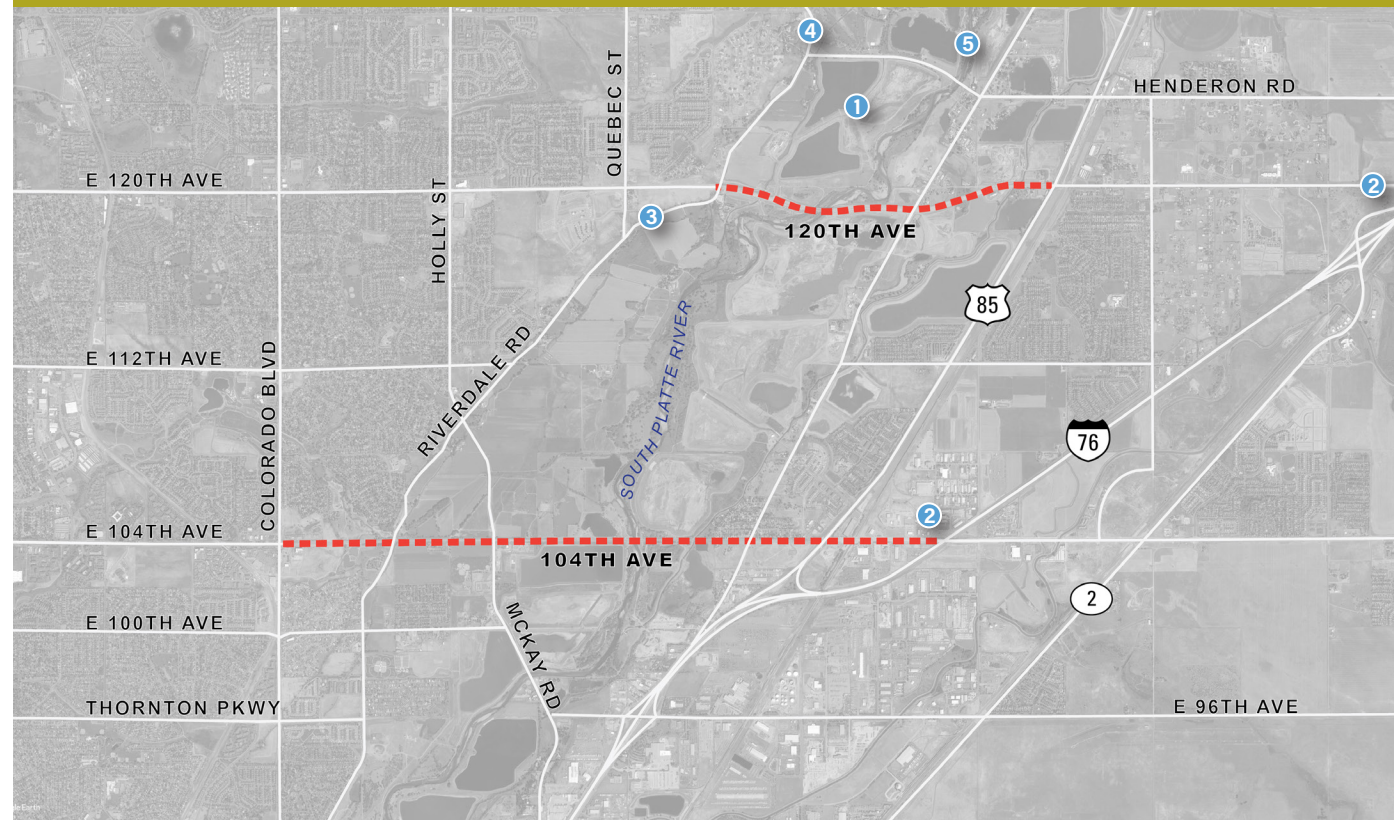 4
5
QUEBEC ST
HENDERON RD
1
E 120TH AVE
HOLLY ST
2
3
120TH AVE
85
SOUTH PLATTE RIVER
E 112TH AVE
COLORADO BLVD
RIVERDALE RD
76
E 104TH AVE
2
104TH AVE
2
E 100TH AVE
MCKAY RD
THORNTON PKWY
E 96TH AVE
leEarth